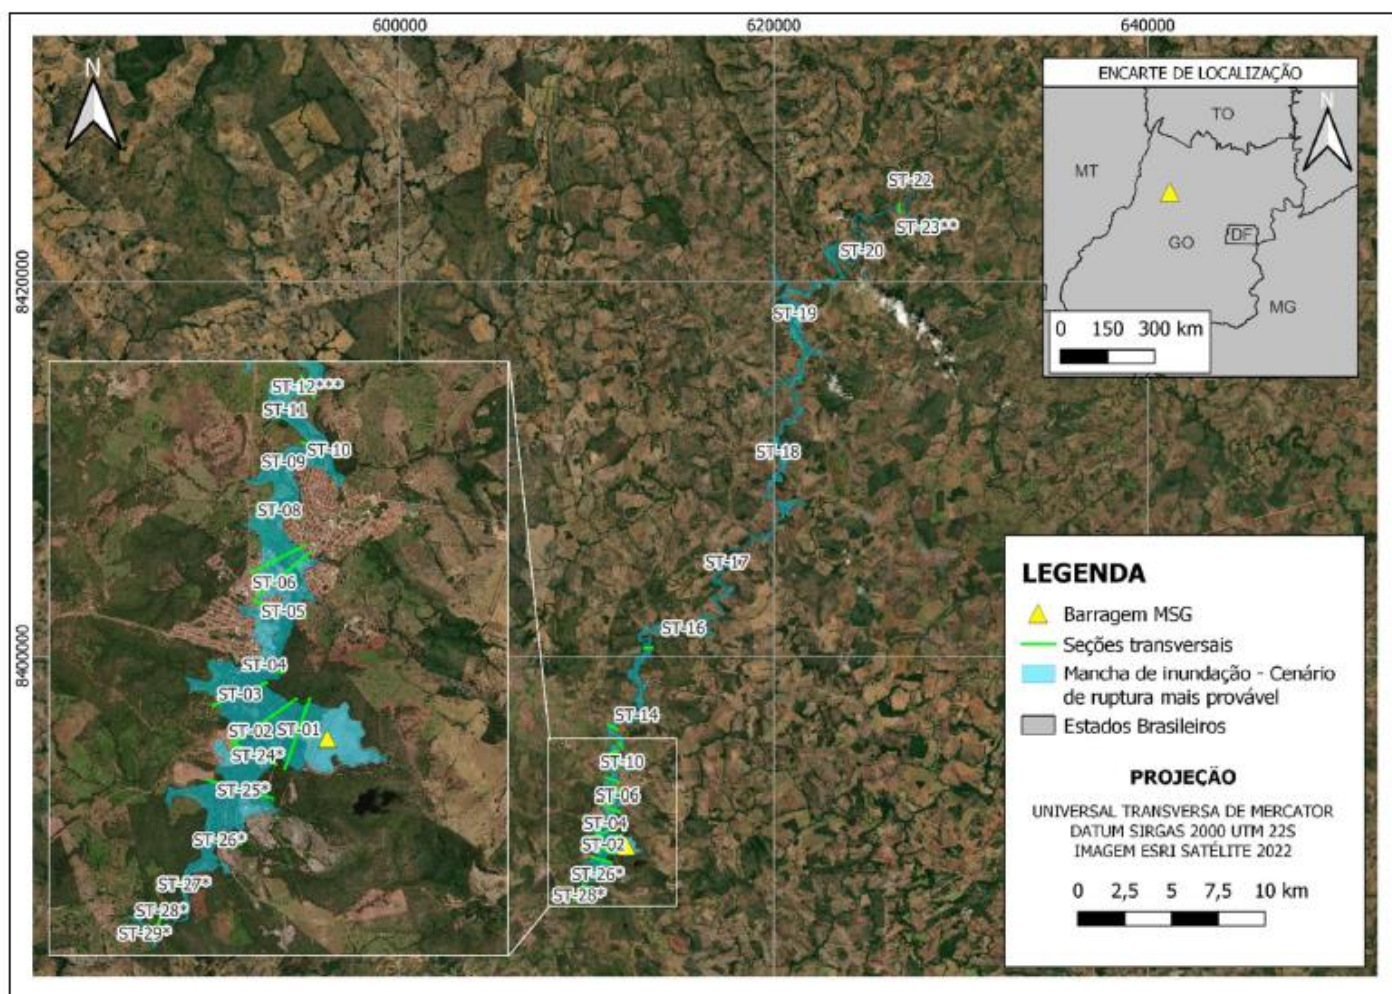 600000
620000
640000
N
ENCARTE DE LOCALIZAÇÃO
N
TO
MT
GO
DF
MG
0 150 300 km
8420000
8400000
ST-22
ST-23**
ST-20
ST-19
ST-18
ST-17
ST-16
ST-14
ST-10
ST-06
ST-04
ST-02
ST-26*
ST-28*
ST-12***
ST-11
ST-10
ST-09
ST-08
ST-06
ST-05
ST-04
ST-03
ST-02
ST-01
ST-24*
ST-25*
ST-26*
ST-27*
ST-28*
ST-29*
LEGENDA
Barragem MSG
Seções transversais
Mancha de inundação - Cenário
de ruptura mais provável
Estados Brasileiros
PROJEÇÃO
UNIVERSAL TRANSVERSA DE MERCATOR
DATUM SIRGAS 2000 UTM 22S
IMAGEM ESRI SATÉLITE 2022
0 2,5 5 7,5 10 km